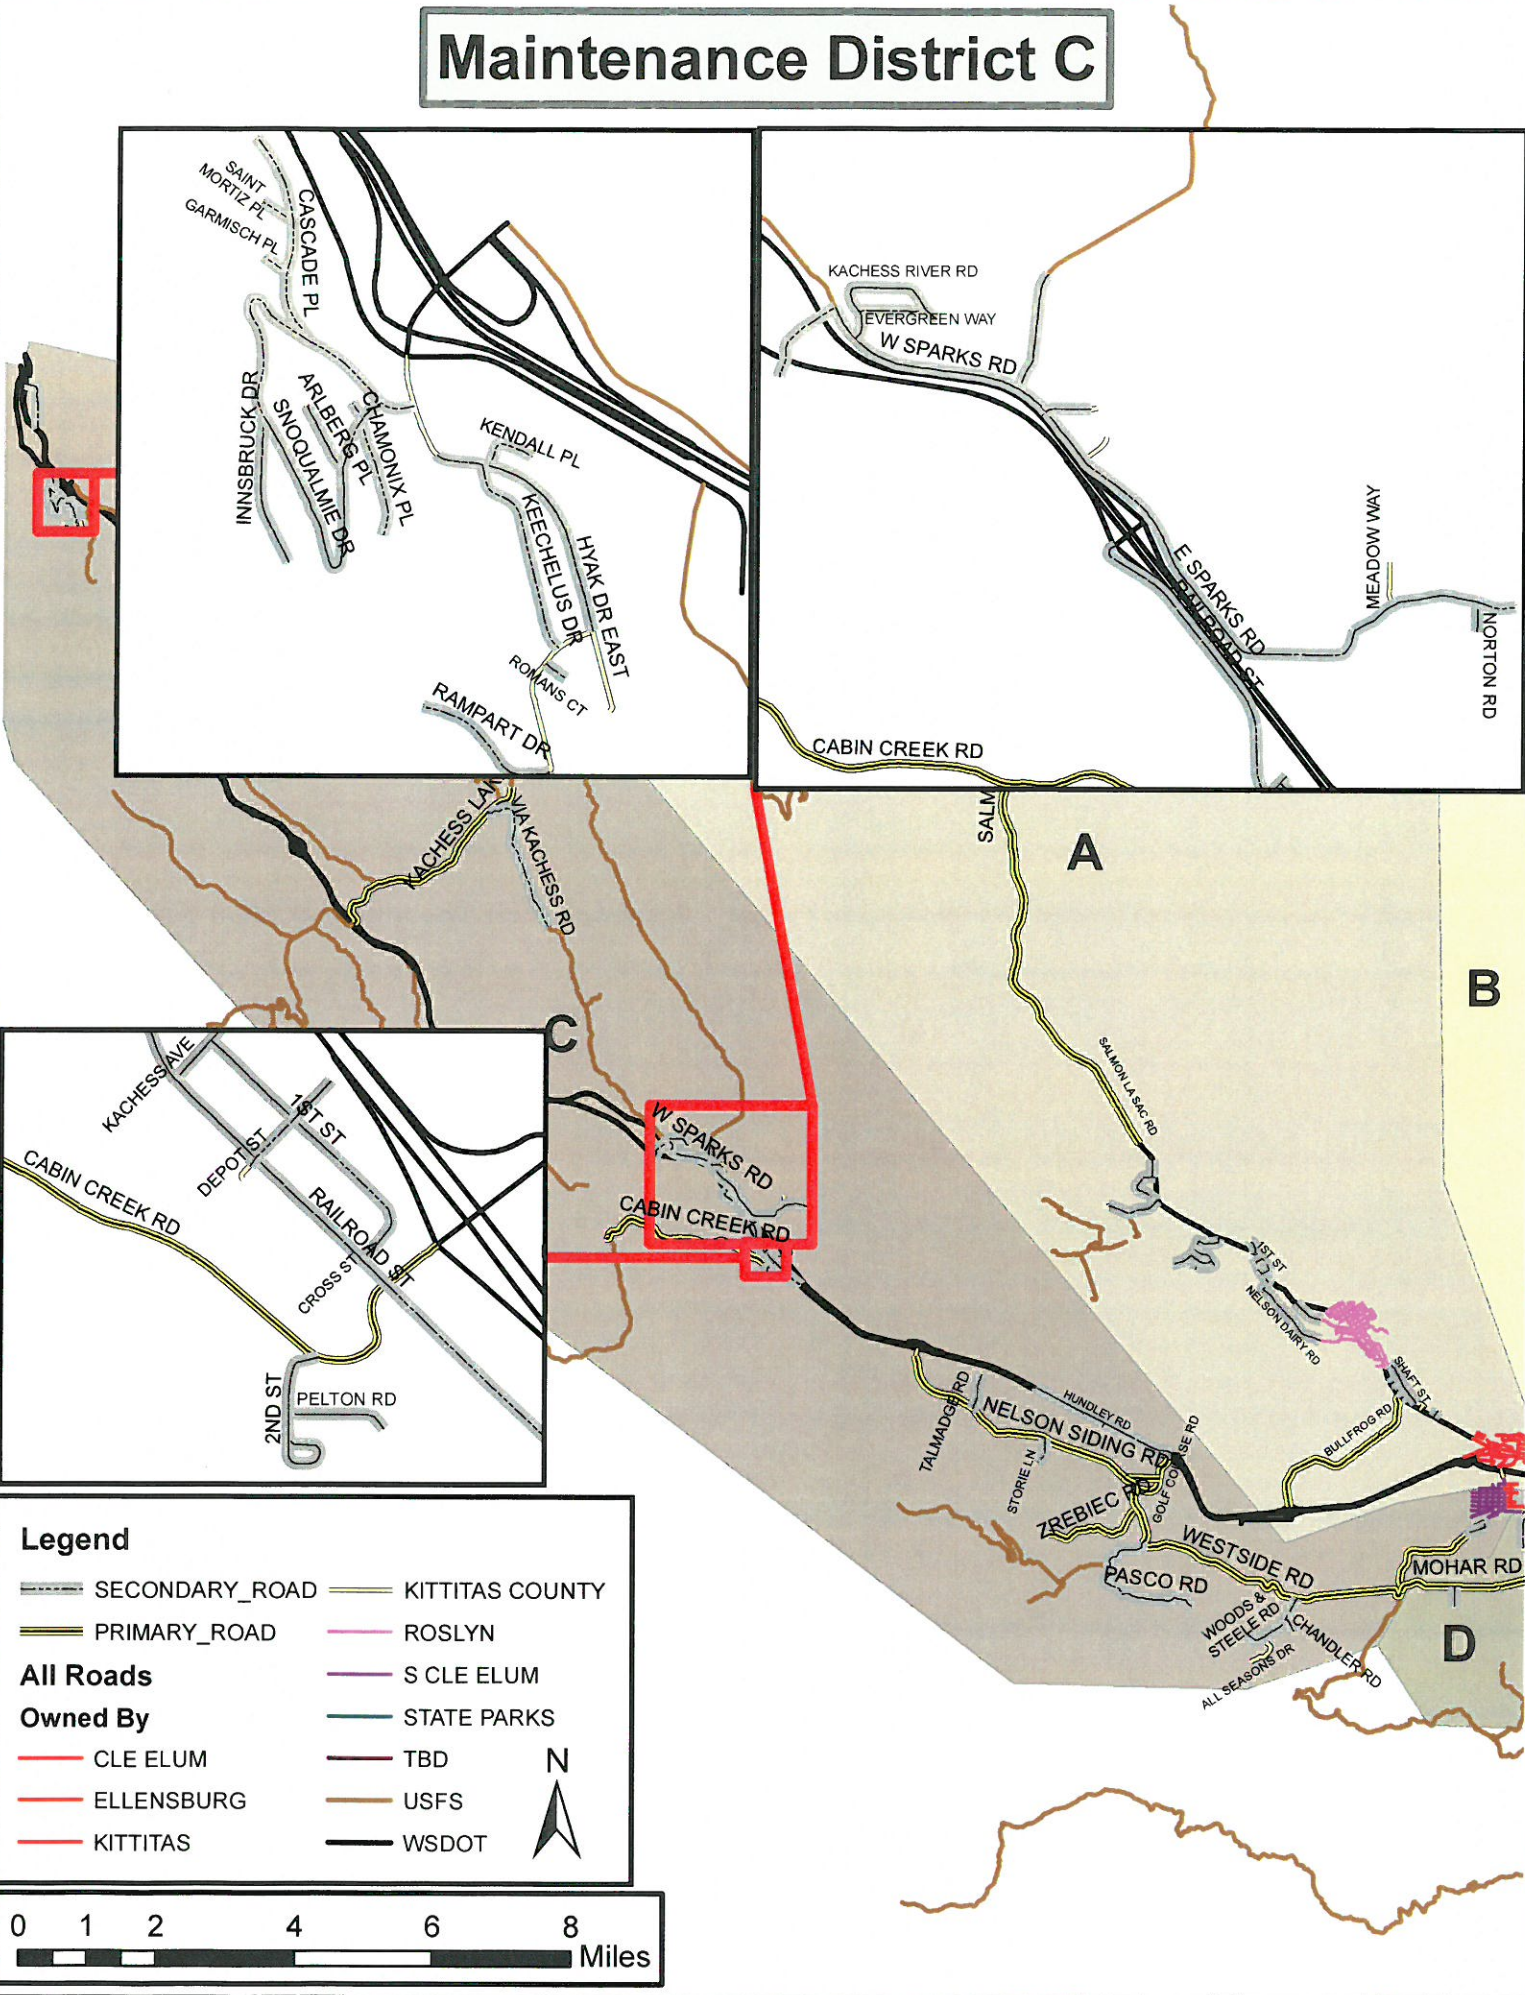 Maintenance District C
SAINT
MORTIZ PL
GARMISCH PL
CASCADE PL
INNSBRUCK DR
SNOQUALMIE DR
ARLBERG PL
CHAMONIX PL
KENDALL PL
KEECHELUS DR
HYAK DR EAST
ROMANS CT
RAMPART DR
KACHESS RIVER RD
EVERGREEN WAY
W SPARKS RD
E SPARKS RD
RAILROAD ST
MEADOW WAY
NORTON RD
CABIN CREEK RD
KACHESS LAK
VIA KACHESS RD
SALM
A
B
C
SALMON LA SAC RD
KACHESS AVE
1ST ST
DEPOT ST
CABIN CREEK RD
RAILROAD ST
CROSS ST
2ND ST
PELTON RD
W SPARKS RD
CABIN CREEK RD
1ST ST
NELSON DAIRY RD
SHAFT ST
BULLFROG RD
TALMADGE RD
NELSON SIDING RD
HUNDLEY RD
STORIE LN
GOLF COURSE RD
ZREBIEC RD
WESTSIDE RD
PASCO RD
MOHAR RD
WOODS &
STEELE RD
CHANDLER RD
ALL SEASONS DR
D
Legend
SECONDARY_ROAD
PRIMARY_ROAD
All Roads
Owned By
CLE ELUM
ELLENSBURG
KITTITAS
KITTITAS COUNTY
ROSLYN
S CLE ELUM
STATE PARKS
TBD
USFS
WSDOT
N
0 1 2 4 6 8
Miles